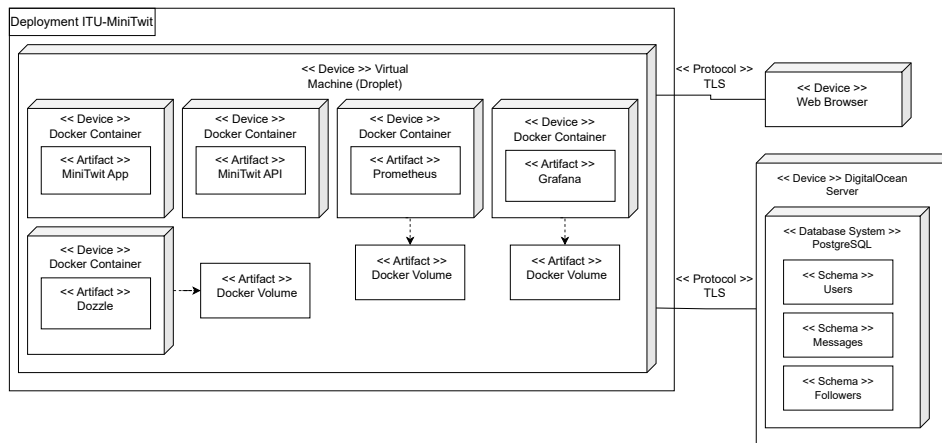 Deployment ITU-MiniTwit
<< Device >> Virtual
Machine (Droplet)
<< Device >>
Docker Container
<< Artifact >>
MiniTwit App
<< Device >>
Docker Container
<< Artifact >>
MiniTwit API
<< Device >>
Docker Container
<< Artifact >>
Prometheus
<< Device >>
Docker Container
<< Artifact >>
Grafana
<< Device >>
Docker Container
<< Artifact >>
Dozzle
<< Artifact >>
Docker Volume
<< Artifact >>
Docker Volume
<< Artifact >>
Docker Volume
<< Protocol >>
TLS
<< Device >>
Web Browser
<< Protocol >>
TLS
<< Device >> DigitalOcean
Server
<< Database System >>
PostgreSQL
<< Schema >>
Users
<< Schema >>
Messages
<< Schema >>
Followers